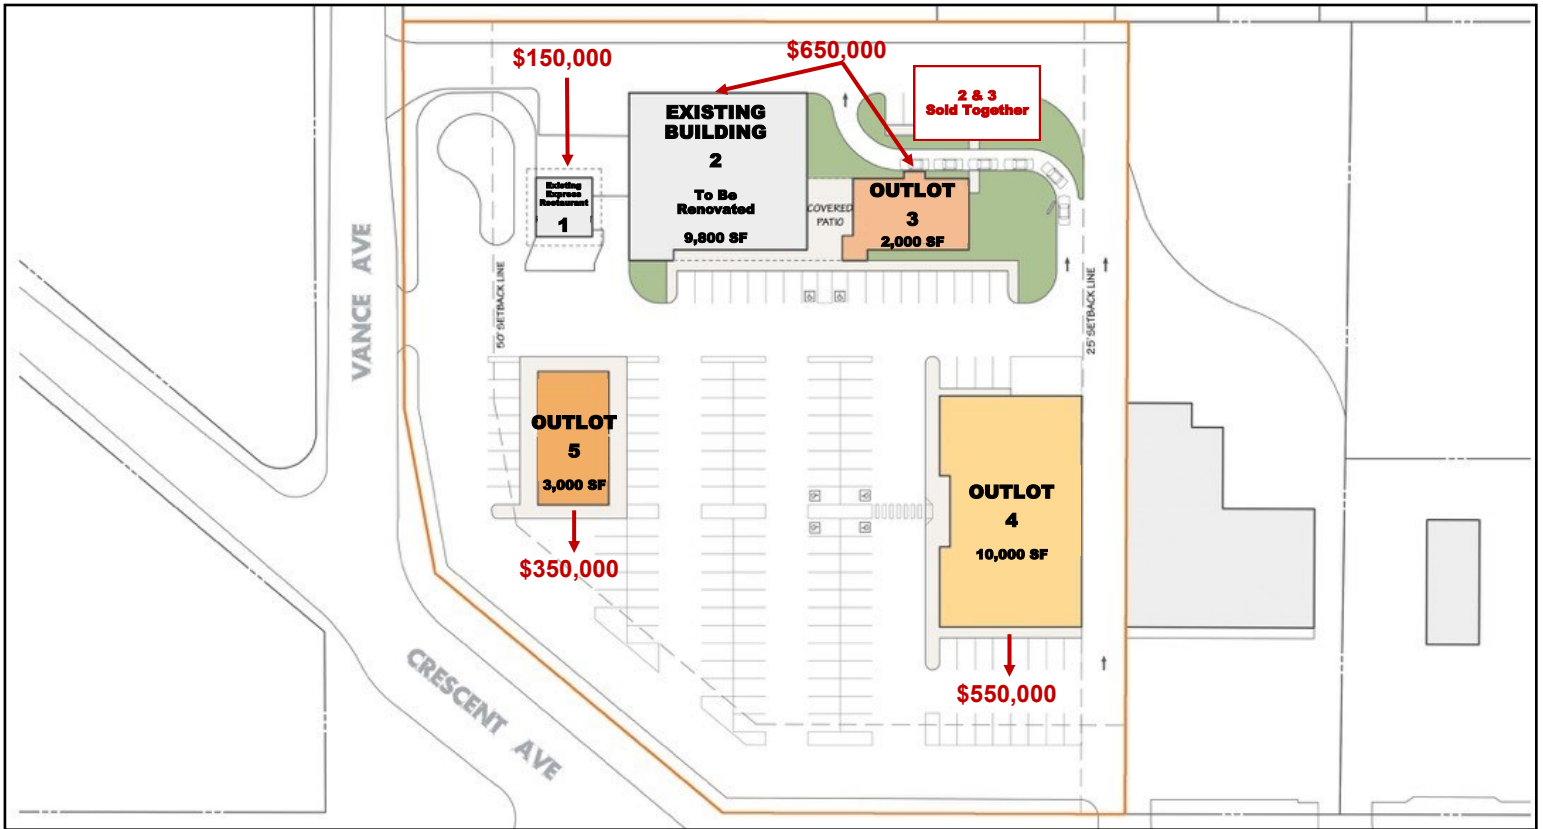 $150,000
$650,000
2 & 3
Sold Together
EXISTING
BUILDING
2
To Be
Renovated
9,800 SF
Existing
Express
Restaurant
1
COVERED
PATIO
OUTLOT
3
2,000 SF
VANCE AVE
50' SETBACK LINE
25' SETBACK LINE
OUTLOT
5
3,000 SF
$350,000
OUTLOT
4
10,000 SF
$550,000
CRESCENT AVE